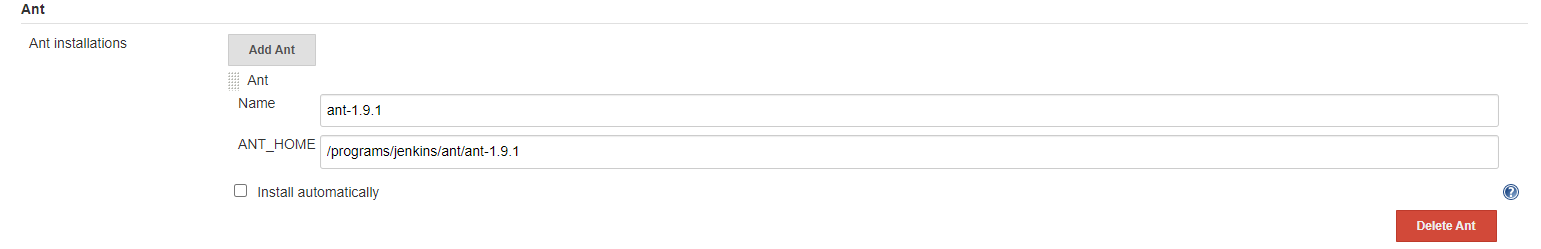 Ant
Ant installations
Add Ant
Ant
Name
ant-1.9.1
ANT_HOME
/programs/jenkins/ant/ant-1.9.1
Install automatically
?
Delete Ant